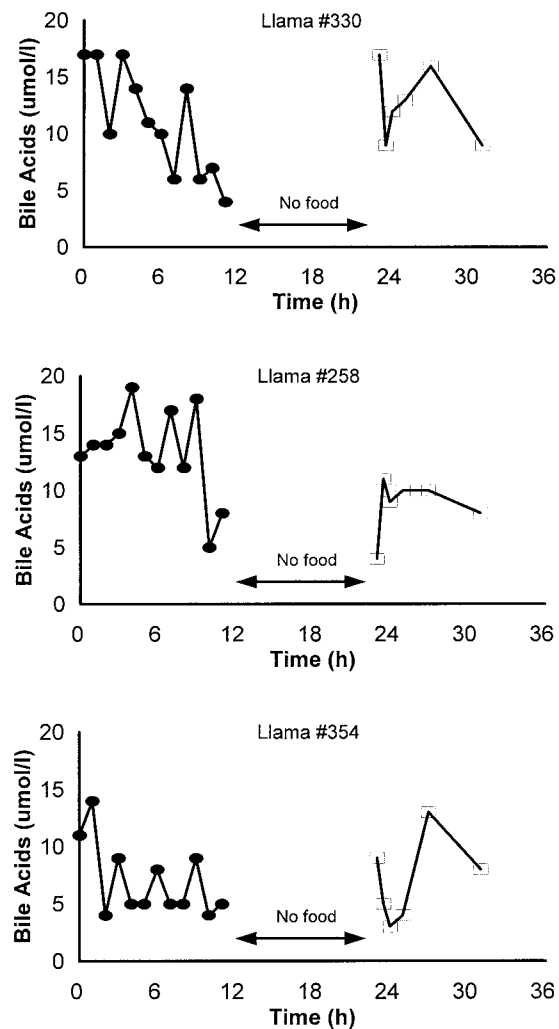 Llama #330
Bile Acids (umol/l)
20
15
10
5
0
No food
0 6 12 18 24 30 36
Time (h)
Llama #258
Bile Acids (umol/l)
20
15
10
5
0
No food
0 6 12 18 24 30 36
Time (h)
Llama #354
Bile Acids (umol/l)
20
15
10
5
0
No food
0 6 12 18 24 30 36
Time (h)